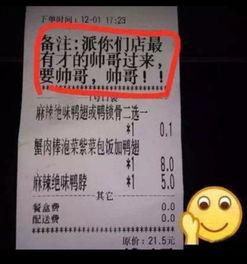 下单时间：12-01 17:23
备注：派你们店最
有才的帅哥过来，
要帅哥，帅哥！！
麻辣绝味鸭翅或鸭锁骨二选一
*1 0.1
蟹肉棒泡菜紫菜包饭加鸭翅
*1 8.0
麻辣绝味鸭脖 *1 5.0
其它
餐盒费 0.0
配送费 0.0
原价：21.5元